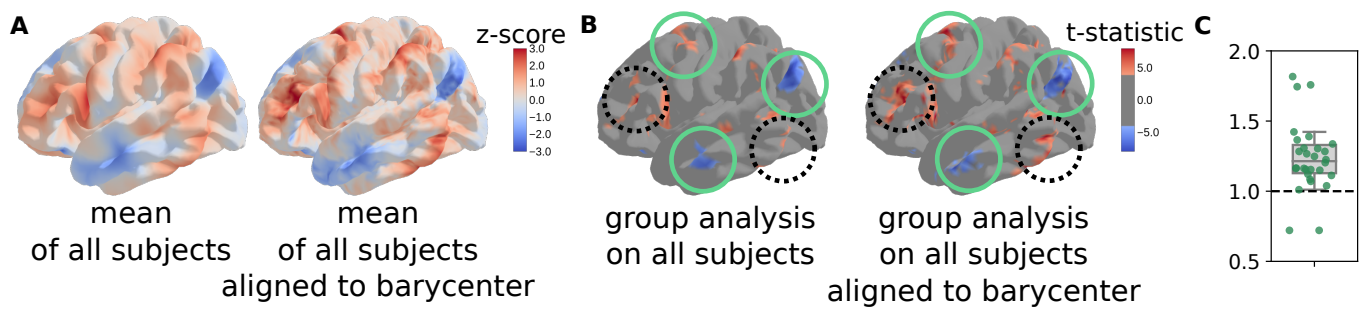 A
z-score
3.0
2.0
1.0
0.0
−1.0
−2.0
−3.0
mean
of all subjects
mean
of all subjects
aligned to barycenter
B
t-statistic
5.0
0.0
−5.0
group analysis
on all subjects
group analysis
on all subjects
aligned to barycenter
C
2.0
1.5
1.0
0.5